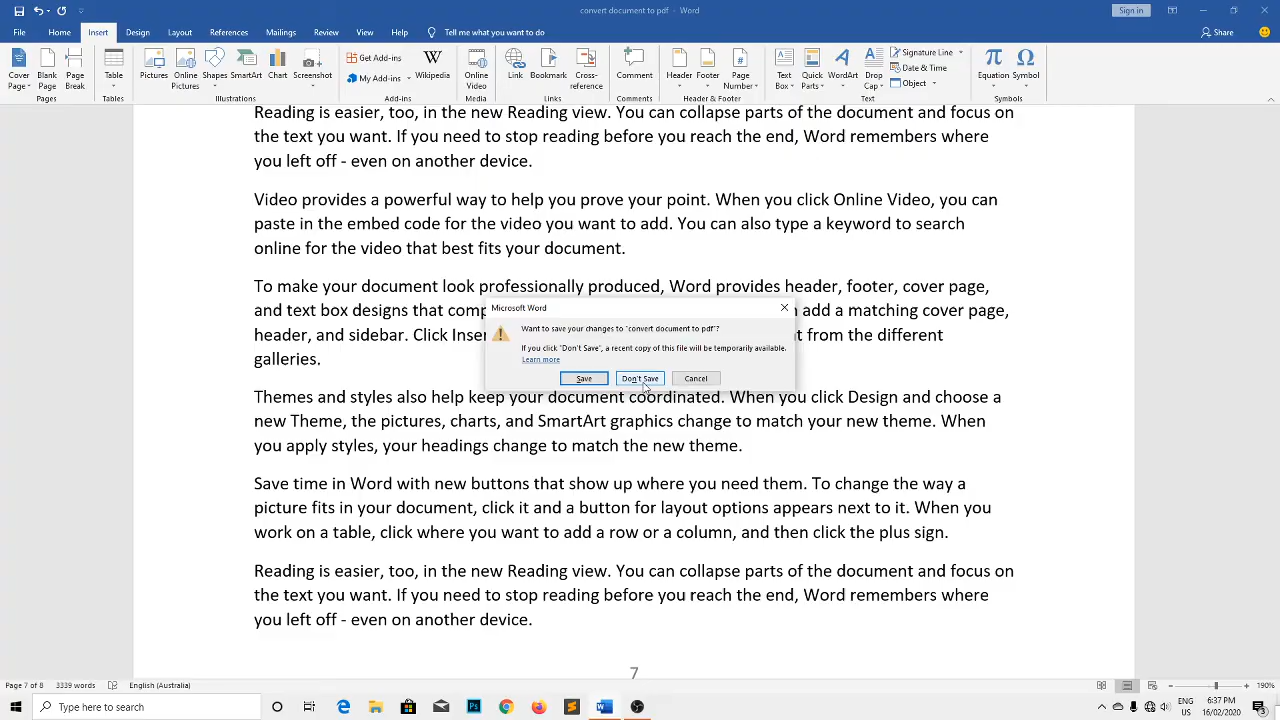 convert document to pdf - Word
Sign in
File Home Insert Design Layout References Mailings Review View Help Tell me what you want to do
Share
Cover Page
Blank Page
Page Break
Pages
Table
Tables
Pictures
Online Pictures
Shapes
SmartArt
Chart
Screenshot
Illustrations
Get Add-ins
My Add-ins
Wikipedia
Add-ins
Online Video
Media
Link
Bookmark
Cross-reference
Links
Comment
Comments
Header
Footer
Page Number
Header & Footer
Text Box
Quick Parts
WordArt
Drop Cap
Signature Line
Date & Time
Object
Text
Equation
Symbol
Symbols
Reading is easier, too, in the new Reading view. You can collapse parts of the document and focus on
the text you want. If you need to stop reading before you reach the end, Word remembers where
you left off - even on another device.
Video provides a powerful way to help you prove your point. When you click Online Video, you can
paste in the embed code for the video you want to add. You can also type a keyword to search
online for the video that best fits your document.
To make your document look professionally produced, Word provides header, footer, cover page,
and text box designs that comp
add a matching cover page,
header, and sidebar. Click Inser
t from the different
galleries.
Microsoft Word
Want to save your changes to "convert document to pdf"?
If you click "Don't Save", a recent copy of this file will be temporarily available.
Learn more
Save Don't Save Cancel
Themes and styles also help keep your document coordinated. When you click Design and choose a
new Theme, the pictures, charts, and SmartArt graphics change to match your new theme. When
you apply styles, your headings change to match the new theme.
Save time in Word with new buttons that show up where you need them. To change the way a
picture fits in your document, click it and a button for layout options appears next to it. When you
work on a table, click where you want to add a row or a column, and then click the plus sign.
Reading is easier, too, in the new Reading view. You can collapse parts of the document and focus on
the text you want. If you need to stop reading before you reach the end, Word remembers where
you left off - even on another device.
7
Page 7 of 8 3339 words English (Australia)
190%
Type here to search
ENG
US
6:37 PM
16/02/2020